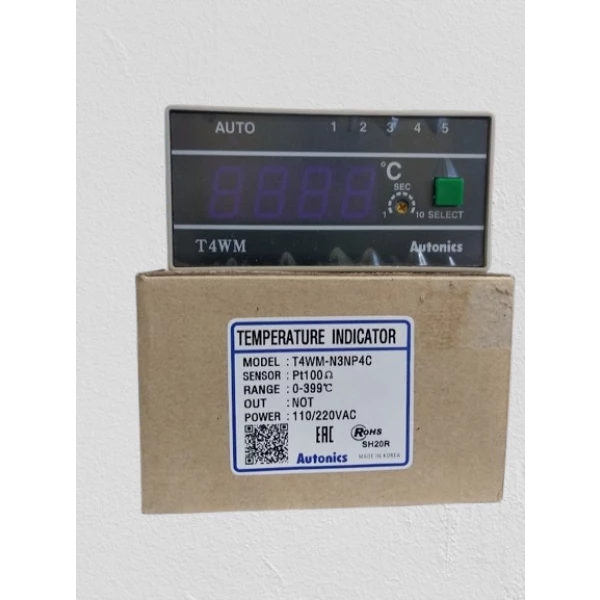 AUTO 1 2 3 4 5
°C
SEC
1 10 SELECT
T4WM Autonics
TEMPERATURE INDICATOR
MODEL : T4WM-N3NP4C
SENSOR : Pt100Ω
RANGE : 0-399℃
OUT : NOT
POWER : 110/220VAC
EAC RoHS
SH20R
Autonics MADE IN KOREA